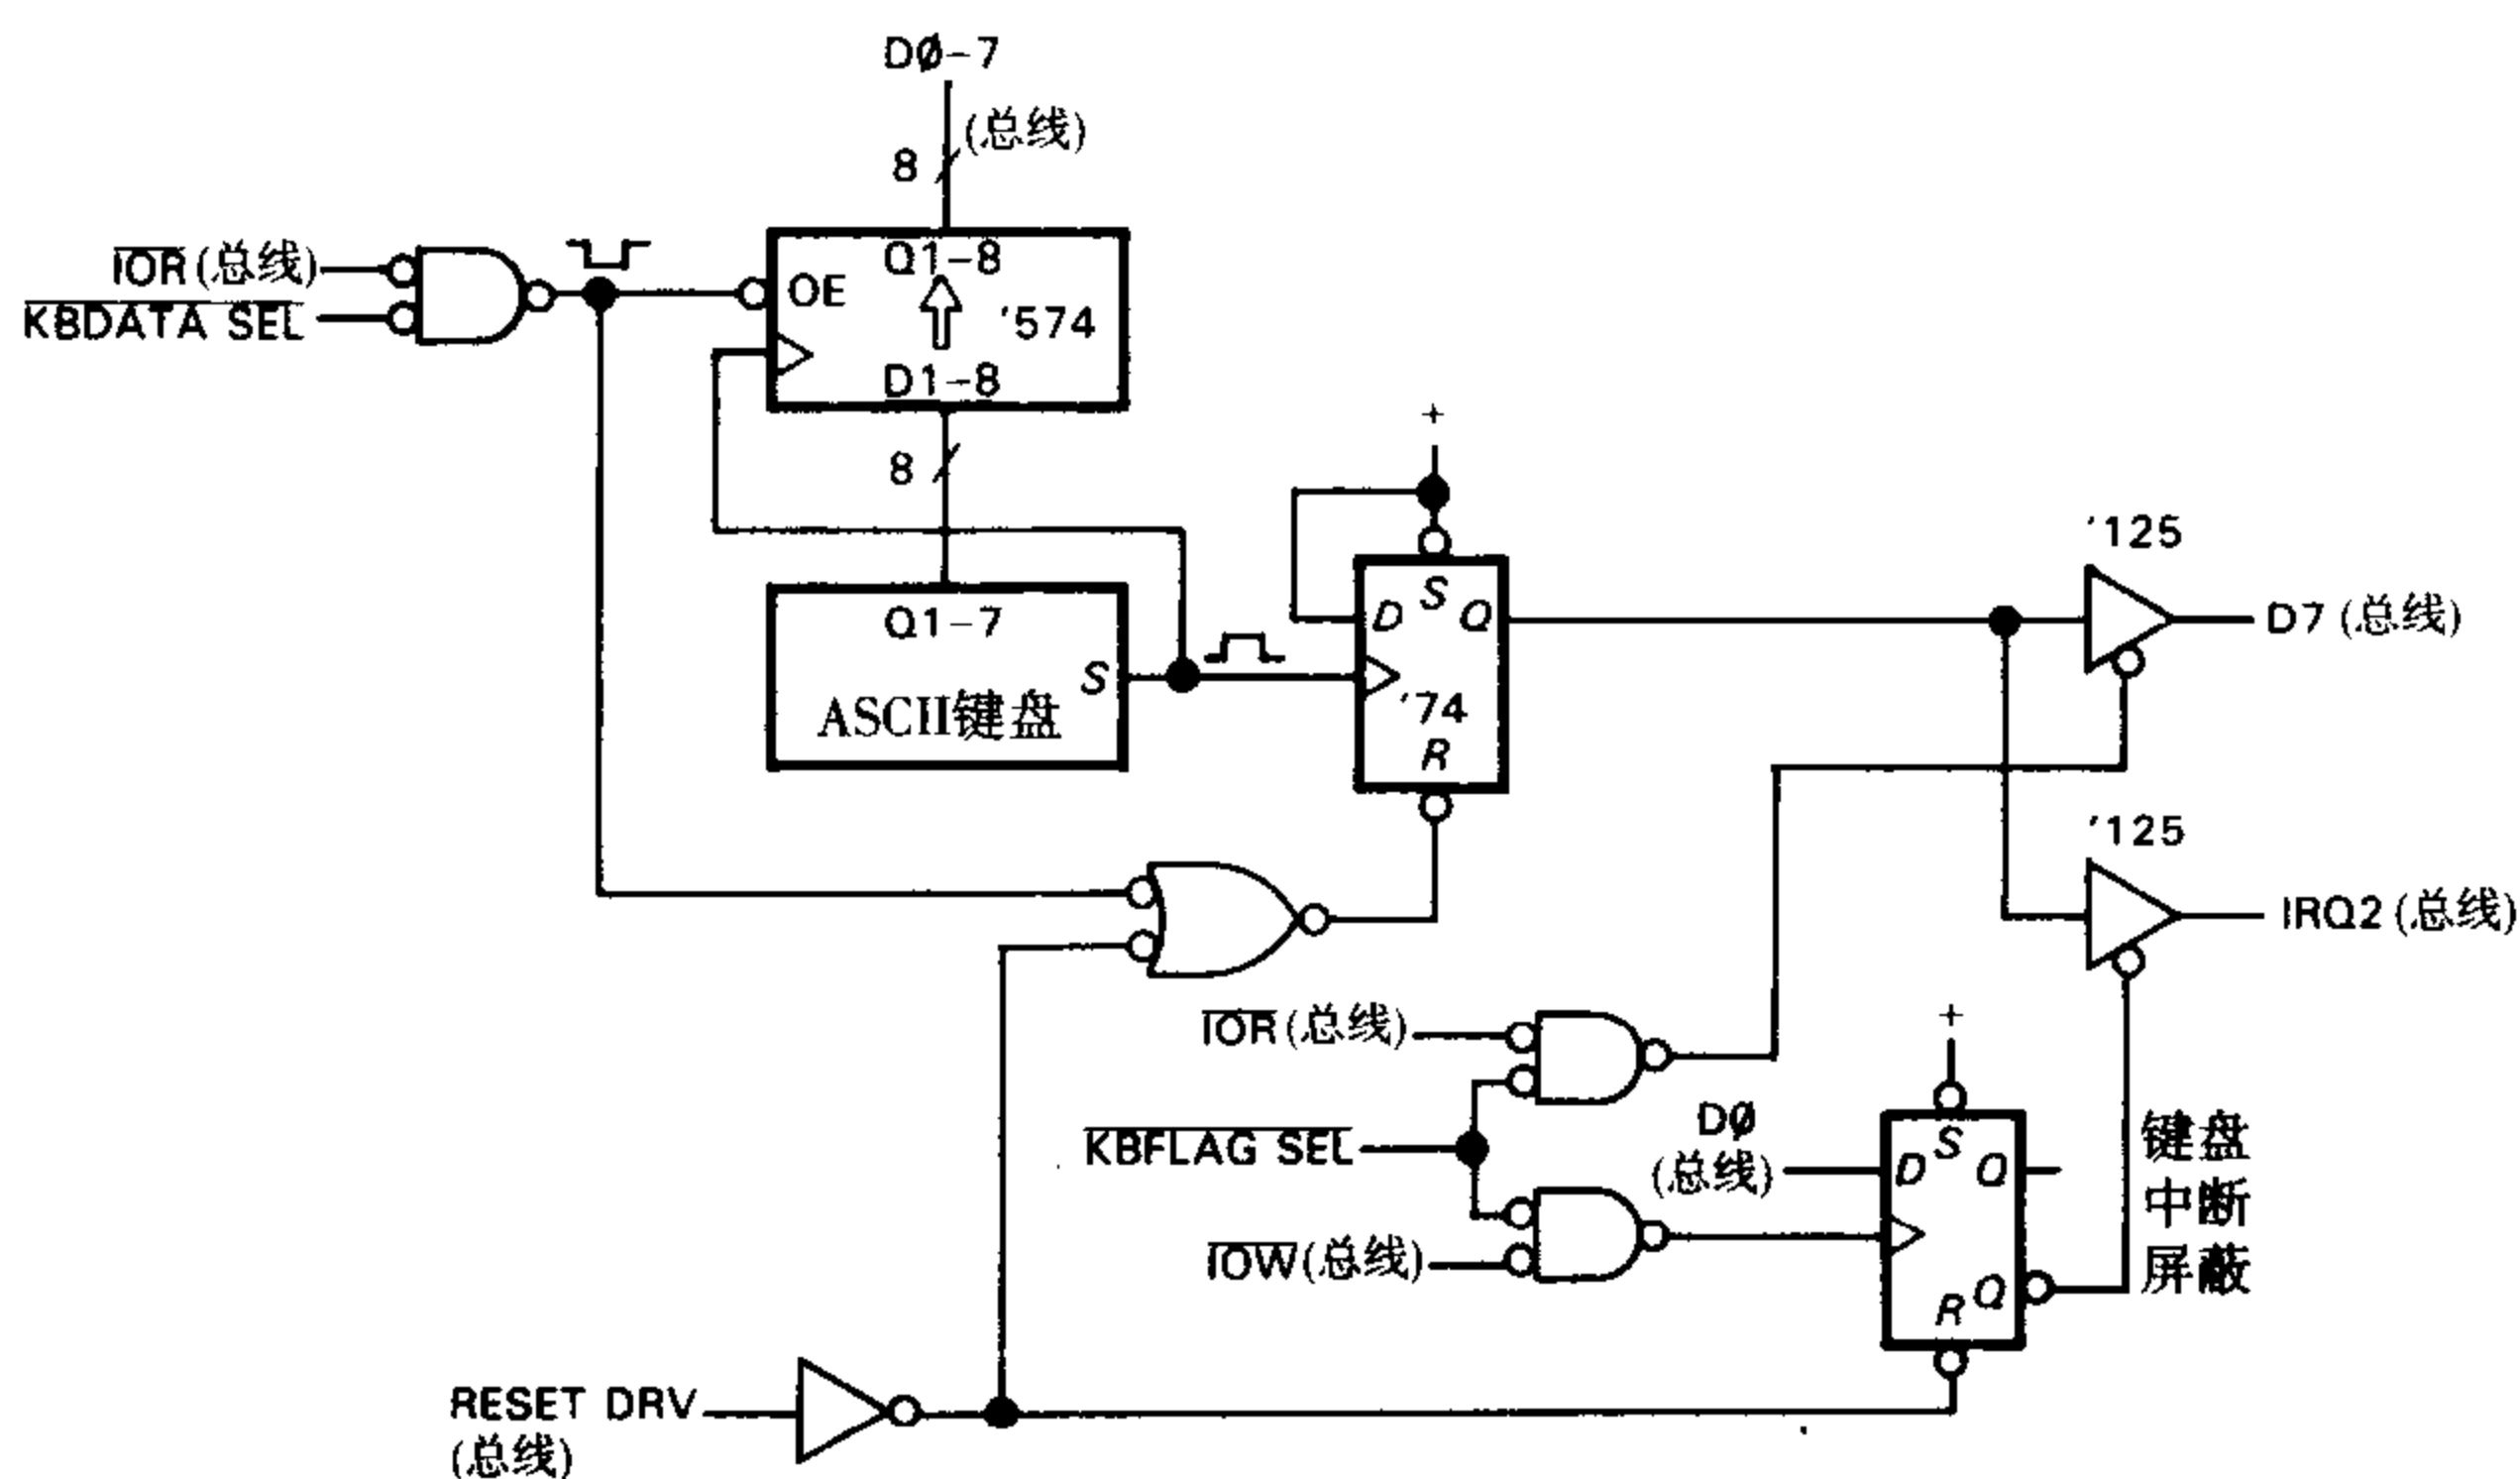 DØ-7
(总线)
8
IOR(总线)
KBDATA SEL
OE
Q1-8
'574
D1-8
8
+
Q1-7
S
ASCII键盘
D
S
Q
'74
R
'125
D7(总线)
'125
IRQ2(总线)
IOR(总线)
KBFLAG SEL
IOW(总线)
DØ
(总线)
+
D
S
Q
R
Q
键盘
中断
屏蔽
RESET DRV
(总线)